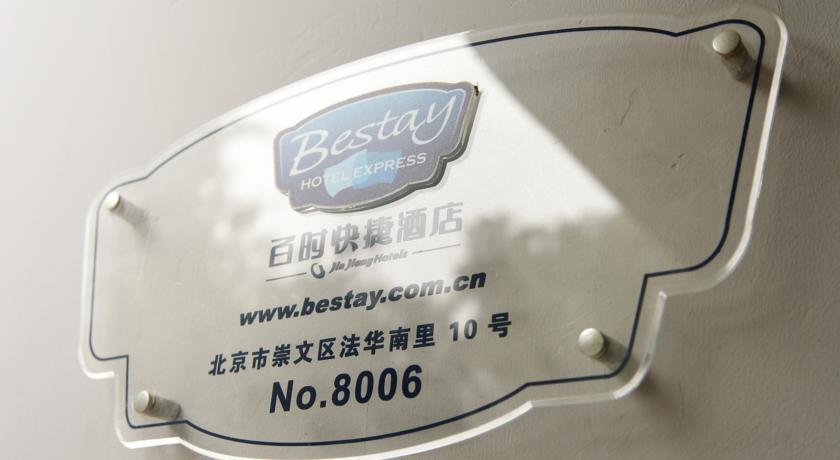 Bestay
HOTEL EXPRESS
百时快捷酒店
Jin Jiang Hotels
www.bestay.com.cn
北京市崇文区法华南里 10 号
No.8006